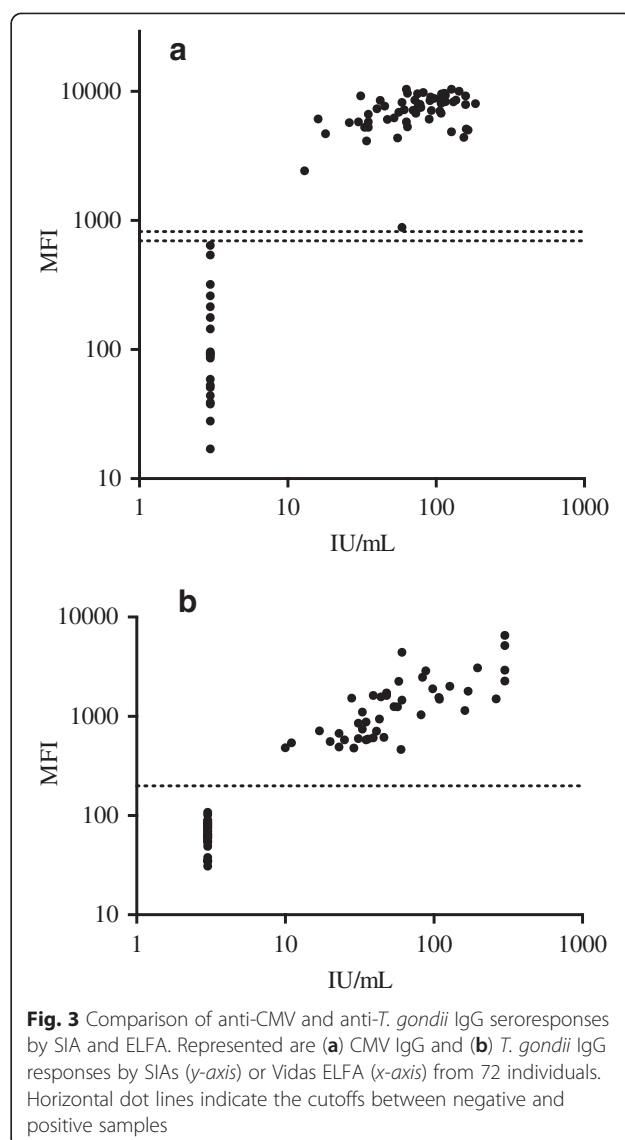 a
10000
1000
100
10
MFI
1
10
100
1000
IU/mL
b
10000
1000
100
10
MFI
1
10
100
1000
IU/mL
Fig. 3 Comparison of anti-CMV and anti-T. gondii IgG seroresponses
by SIA and ELFA. Represented are (a) CMV IgG and (b) T. gondii IgG
responses by SIAs (y-axis) or Vidas ELFA (x-axis) from 72 individuals.
Horizontal dot lines indicate the cutoffs between negative and
positive samples